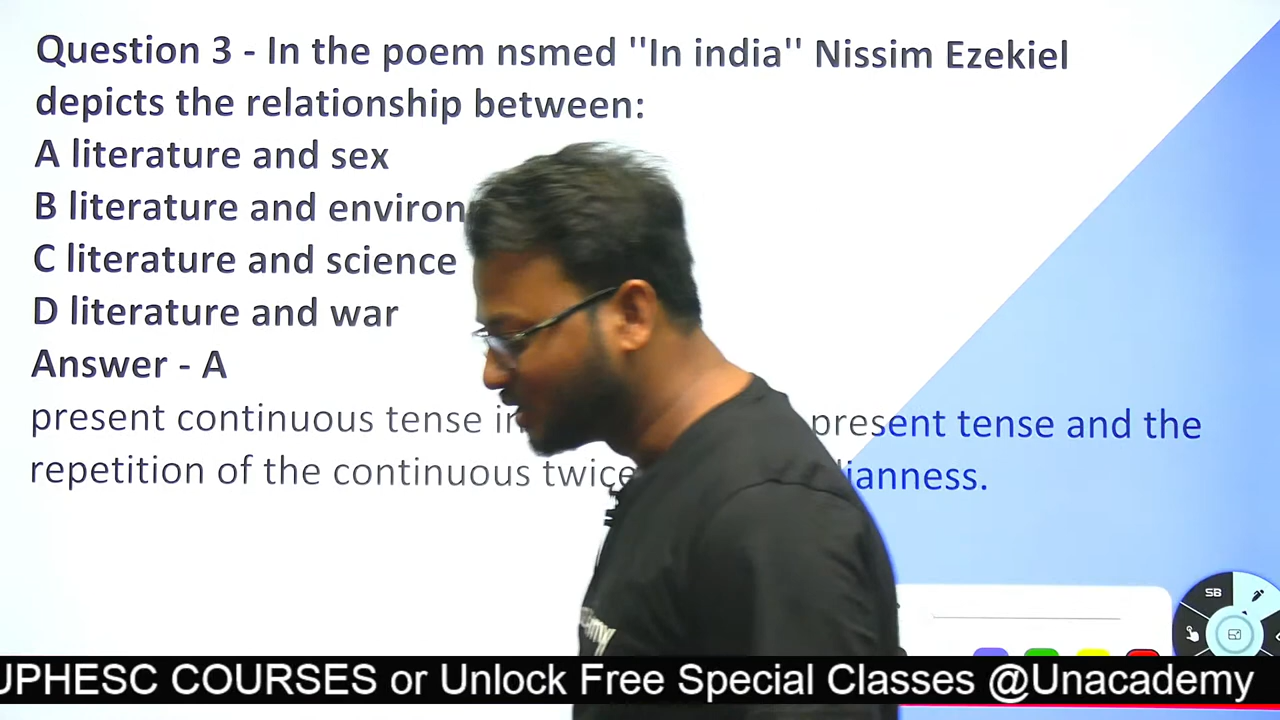 Question 3 - In the poem nsmed ''In india'' Nissim Ezekiel
depicts the relationship between:
A literature and sex
B literature and environ
C literature and science
D literature and war
Answer - A
present continuous tense in present tense and the
repetition of the continuous twice ianness.
SB
UPHESC COURSES or Unlock Free Special Classes @Unacademy